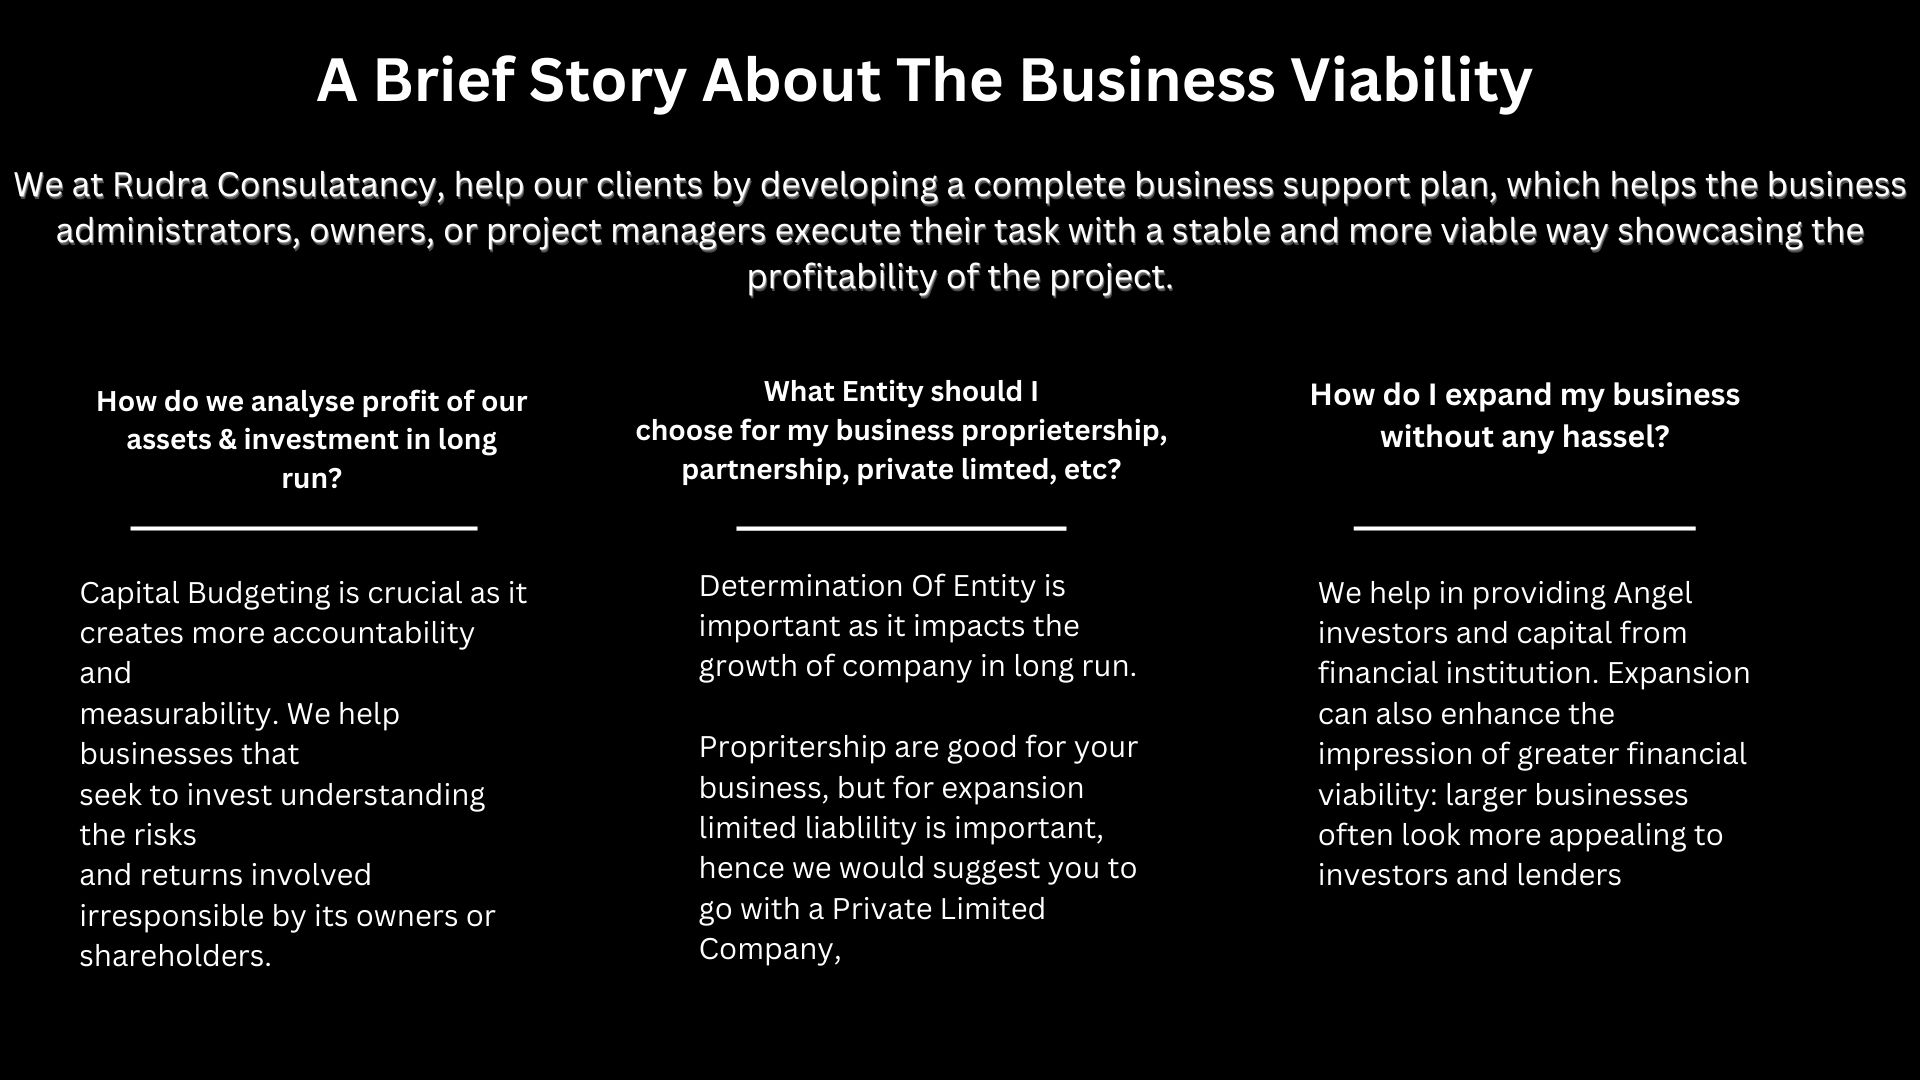 A Brief Story About The Business Viability
We at Rudra Consulatancy, help our clients by developing a complete business support plan, which helps the business
administrators, owners, or project managers execute their task with a stable and more viable way showcasing the
profitability of the project.
How do we analyse profit of our
assets & investment in long
run?
Capital Budgeting is crucial as it
creates more accountability
and
measurability. We help
businesses that
seek to invest understanding
the risks
and returns involved
irresponsible by its owners or
shareholders.
What Entity should I
choose for my business proprietership,
partnership, private limted, etc?
Determination Of Entity is
important as it impacts the
growth of company in long run.
Propritership are good for your
business, but for expansion
limited liablility is important,
hence we would suggest you to
go with a Private Limited
Company,
How do I expand my business
without any hassel?
We help in providing Angel
investors and capital from
financial institution. Expansion
can also enhance the
impression of greater financial
viability: larger businesses
often look more appealing to
investors and lenders